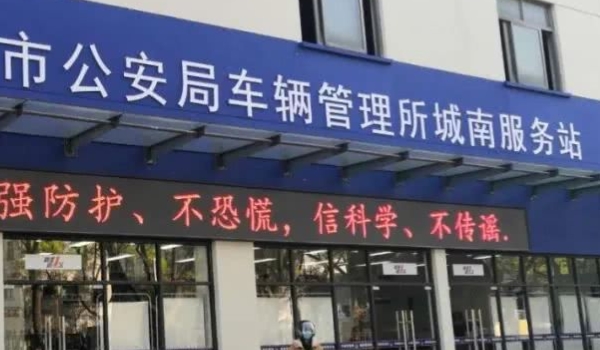 市公安局车辆管理所城南服务站
强防护、不恐慌，信科学、不传谣.